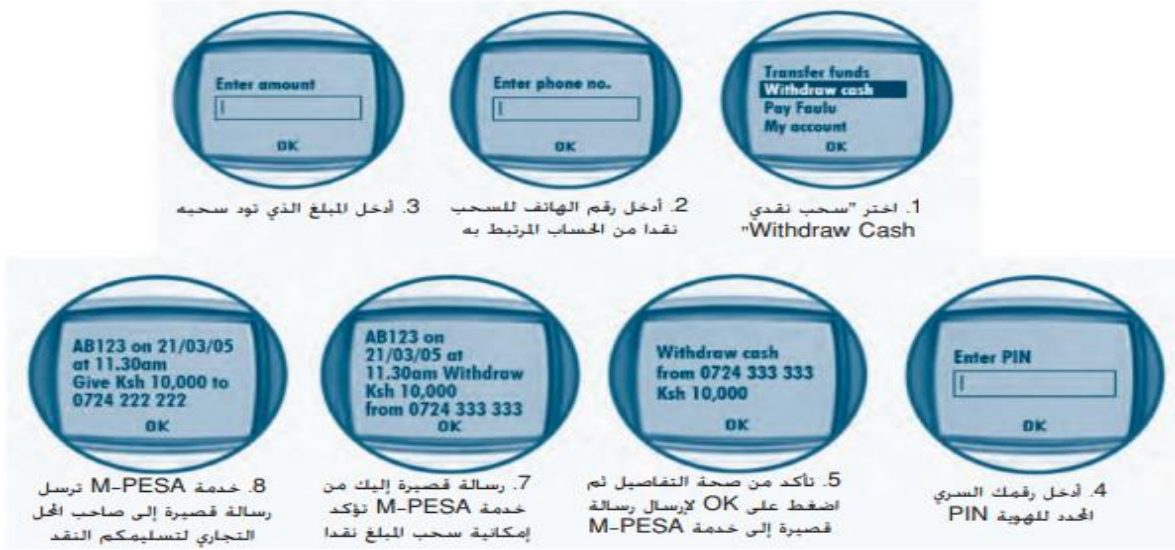 Transfer funds
Withdraw cash
Pay Faulu
My account
OK
1. اختر "سحب نقدي
Withdraw Cash"
Enter phone no.
OK
2. أدخل رقم الهاتف للسحب
نقدا من الحساب المرتبط به
Enter amount
OK
3. أدخل المبلغ الذي تود سحبه
Enter PIN
OK
4. أدخل رقمك السري
المحدد للهوية PIN
Withdraw cash
from 0724 333 333
Ksh 10,000
OK
5. تأكد من صحة التفاصيل ثم
اضغط على OK لإرسال رسالة
قصيرة إلى خدمة M-PESA
AB123 on
21/03/05 at
11.30am Withdraw
Ksh 10,000
from 0724 333 333
OK
7. رسالة قصيرة إليك من
خدمة M-PESA تؤكد
إمكانية سحب المبلغ نقدا
AB123 on 21/03/05
at 11.30am
Give Ksh 10,000 to
0724 222 222
OK
8. خدمة M-PESA ترسل
رسالة قصيرة إلى صاحب المحل
التجاري لتسليمكم النقد